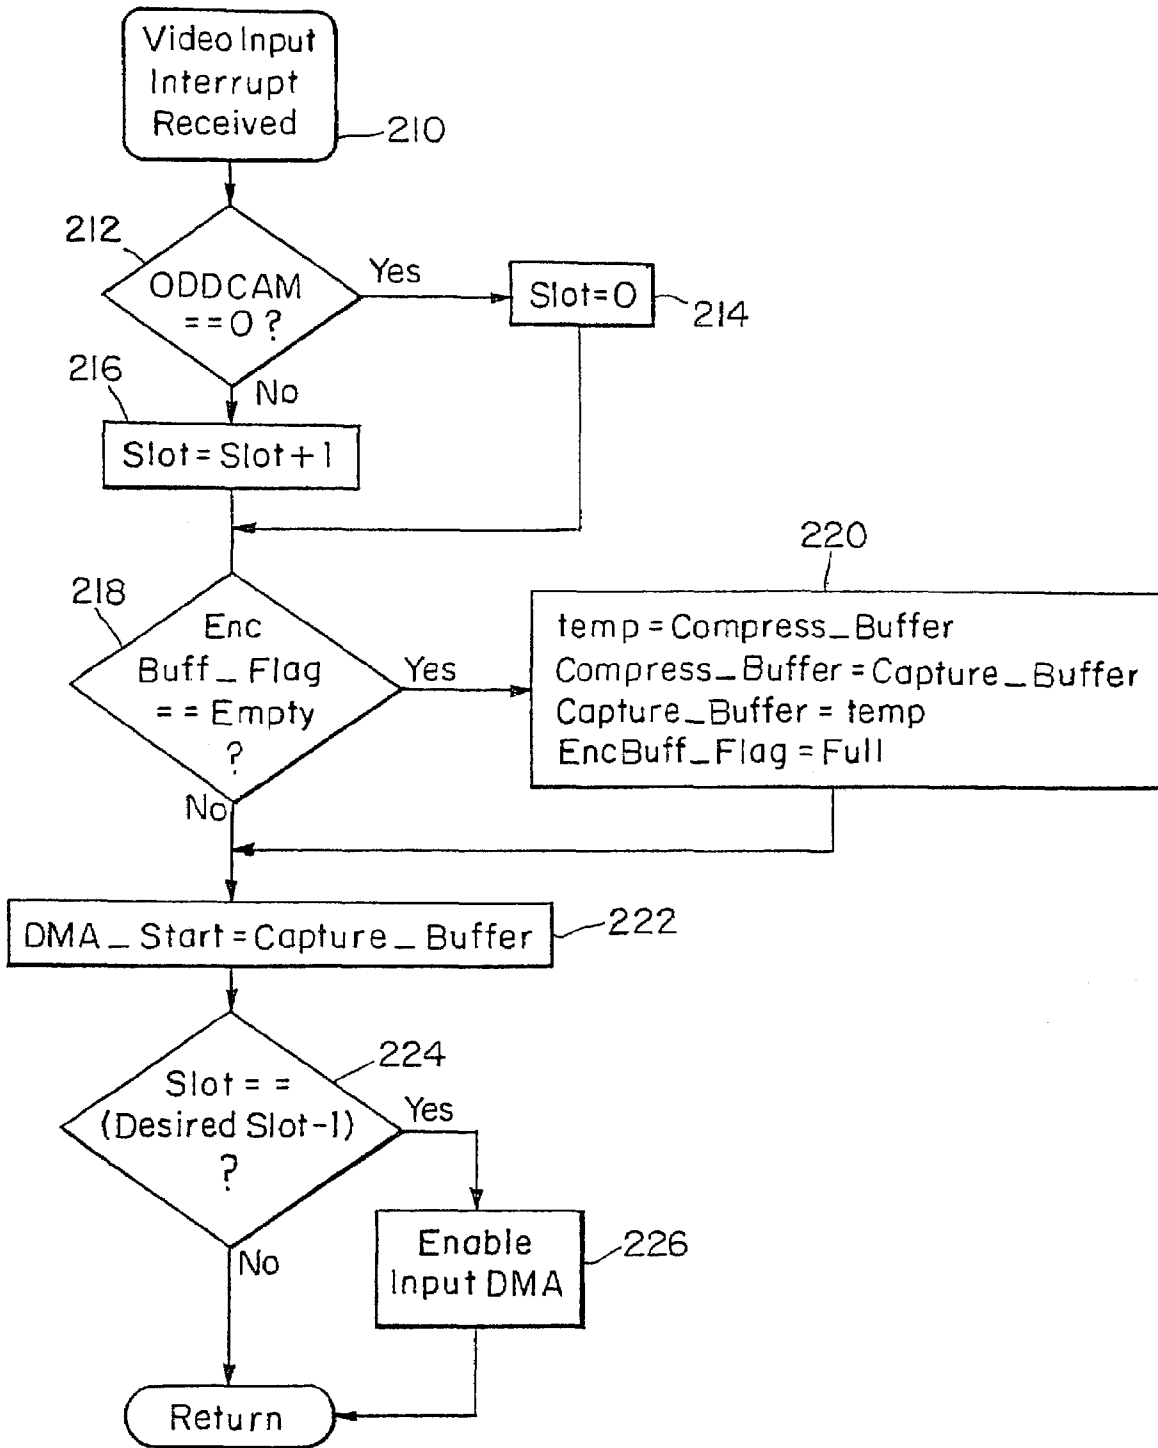 Video Input
Interrupt
Received
210
212
ODDCAM
==0 ?
Yes
Slot=0
214
No
216
Slot=Slot+1
218
Enc
Buff_Flag
==Empty
?
Yes
220
temp=Compress_Buffer
Compress_Buffer=Capture_Buffer
Capture_Buffer=temp
EncBuff_Flag=Full
No
DMA_Start=Capture_Buffer
222
224
Slot==
(Desired Slot-1)
?
Yes
Enable
Input DMA
226
No
Return